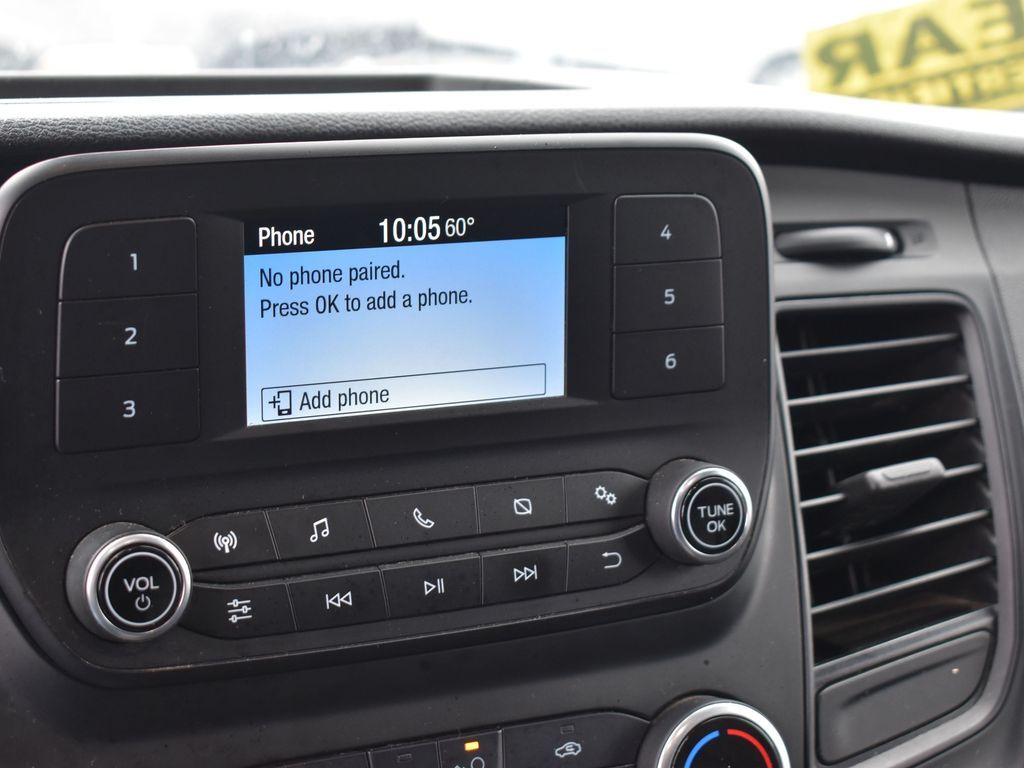 Phone 10:05 60°
No phone paired.
Press OK to add a phone.
Add phone
1
2
3
4
5
6
VOL
TUNE
OK
EAR